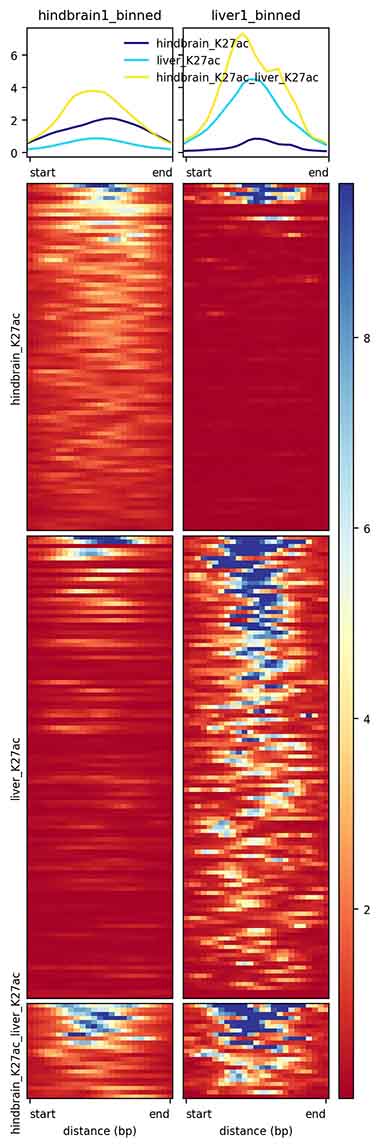 hindbrain1_binned
liver1_binned
6
4
2
0
hindbrain_K27ac
liver_K27ac
hindbrain_K27ac_liver_K27ac
start
end
start
end
hindbrain_K27ac
liver_K27ac
hindbrain_K27ac_liver_K27ac
8
6
4
2
start
end
start
end
distance (bp)
distance (bp)